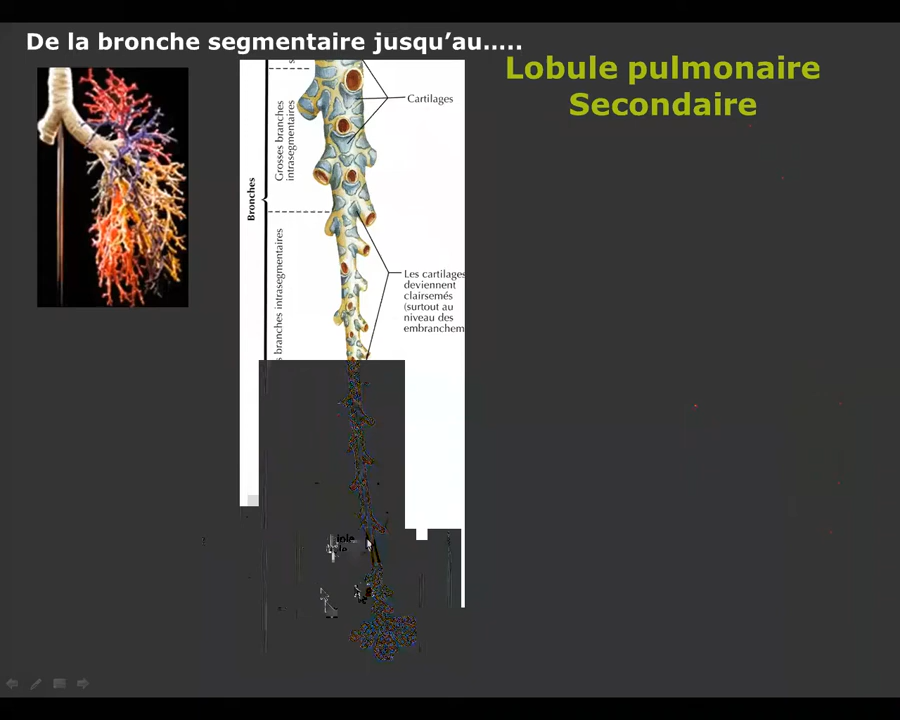 De la bronche segmentaire jusqu’au.....
Lobule pulmonaire
Secondaire
Cartilages
Grosses branches
intrasegmentaires
Bronches
branches intrasegmentaires
Les cartilages
deviennent
clairsemés
(surtout au
niveau des
embranchem